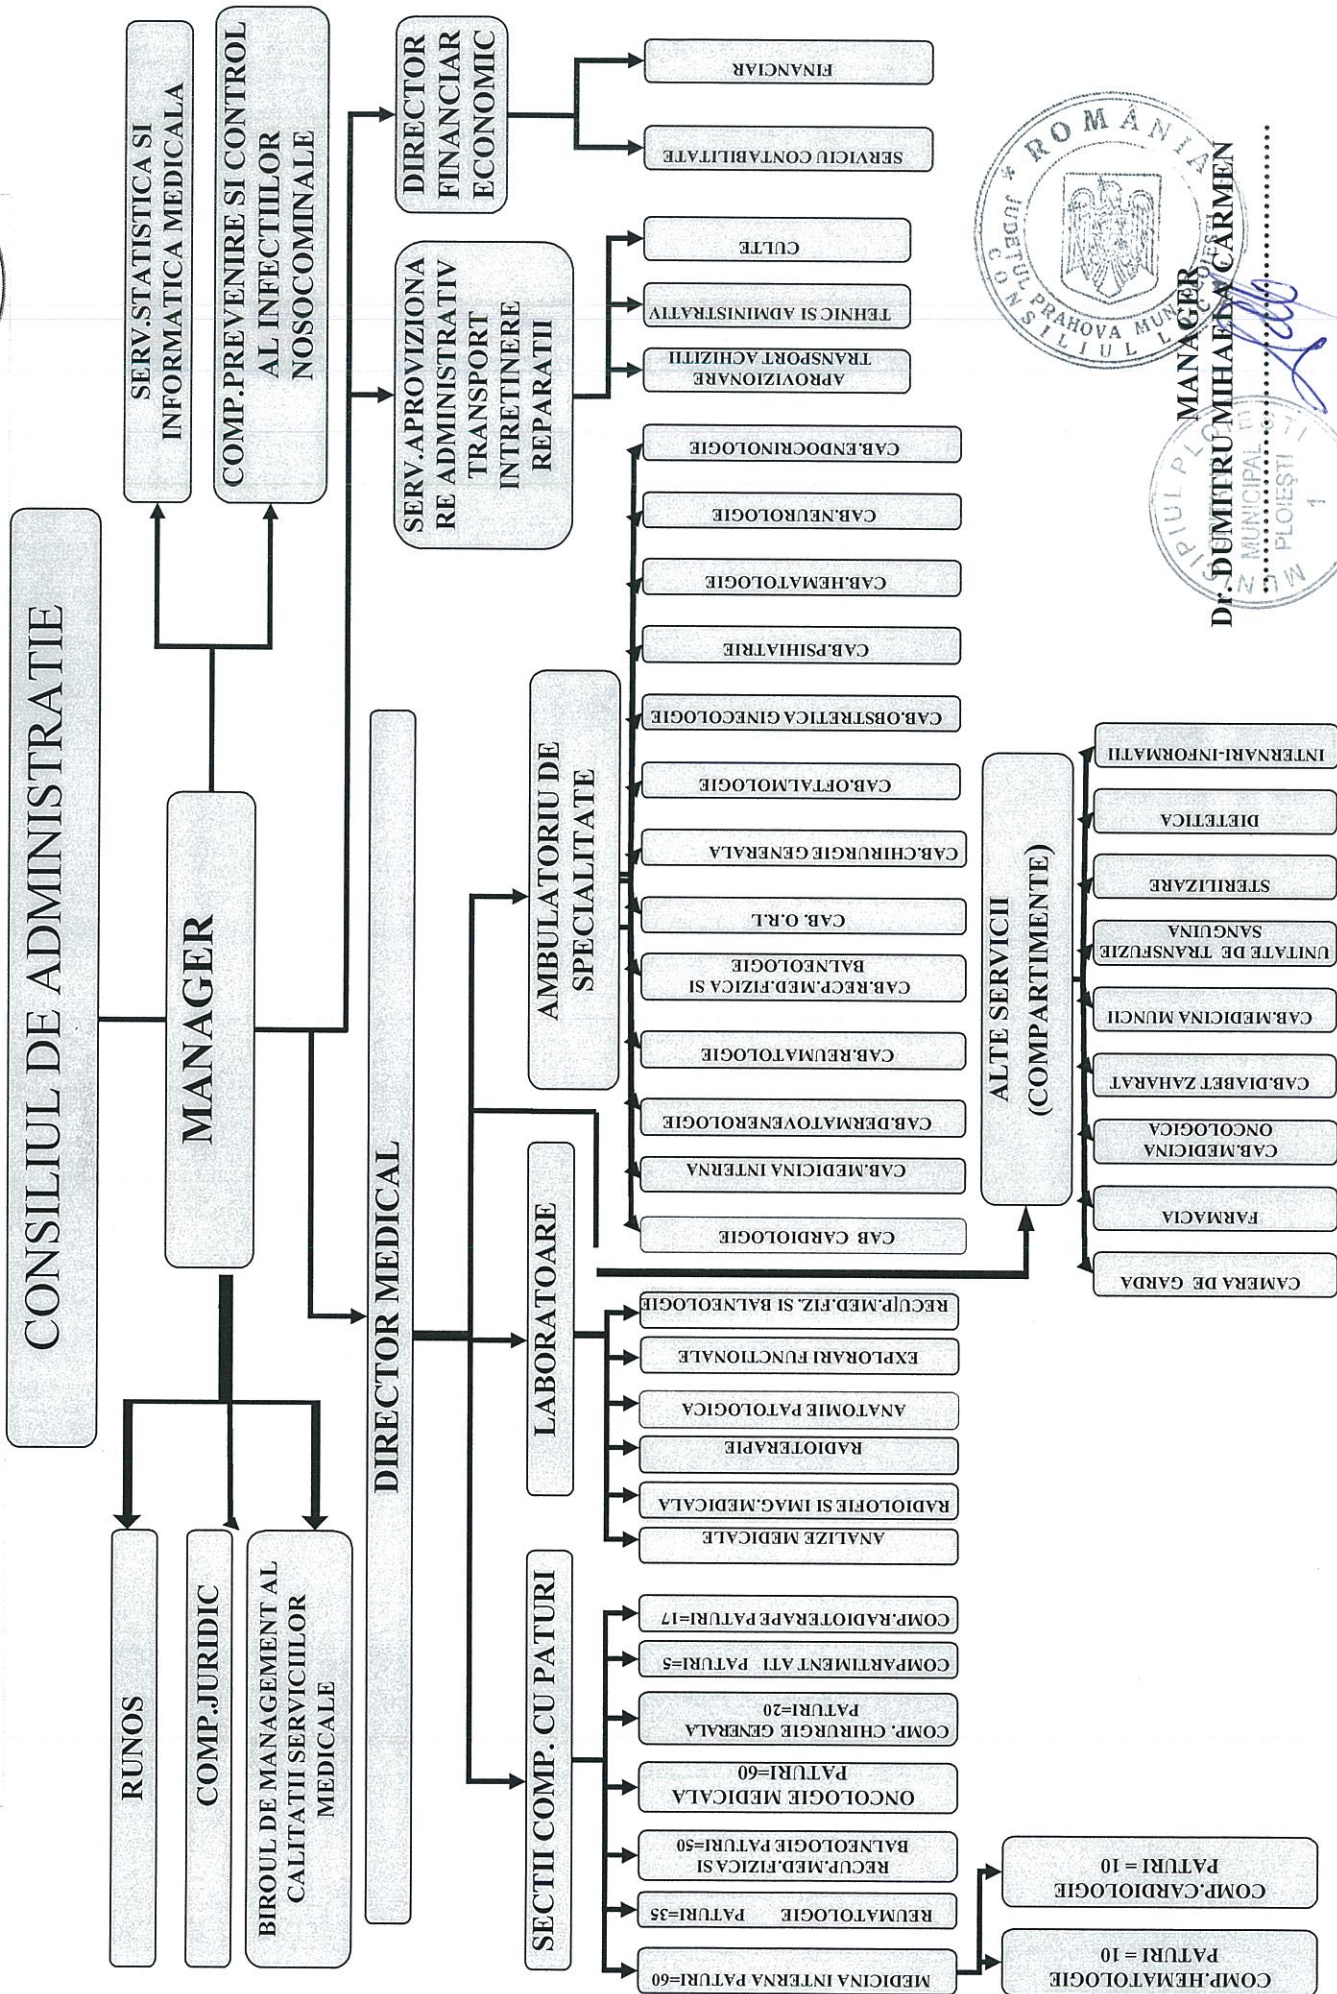 CONSILIUL DE ADMINISTRATIE
MANAGER
RUNOS
COMP.JURIDIC
BIROUL DE MANAGEMENT AL
CALITATII SERVICIILOR
MEDICALE
SERV.STATISTICA SI
INFORMATICA MEDICALA
COMP.PREVENIRE SI CONTROL
AL INFECTIILOR
NOSOCOMINALE
DIRECTOR MEDICAL
SERV.APROVIZIONA
RE ADMINISTRATIV
TRANSPORT
INTRETINERE
REPARATII
DIRECTOR
FINANCIAR
ECONOMIC
SECTII COMP. CU PATURI
LABORATOARE
AMBULATORIU DE
SPECIALITATE
MEDICINA INTERNA PATURI=60
REUMATOLOGIE PATURI=35
RECUP.MED.FIZICA SI
BALNEOLOGIE PATURI=50
ONCOLOGIE MEDICALA
PATURI=60
COMP. CHIRURGIE GENERALA
PATURI=20
COMPARTIMENT ATI PATURI=5
COMP.RADIOTERAPE PATURI=17
ANALIZE MEDICALE
RADIOLOFIE SI IMAG.MEDICALA
RADIOTERAPIE
ANATOMIE PATOLOGICA
EXPLORARI FUNCTIONALE
RECUP.MED.FIZ. SI BALNEOLOGIE
CAB CARDIOLOGIE
CAB.MEDICINA INTERNA
CAB.DERMATOVENEROLOGIE
CAB.REUMATOLOGIE
CAB.RECP.MED.FIZICA SI
BALNEOLOGIE
CAB. O.R.L
CAB.CHIRURGIE GENERALA
CAB.OFTALMOLOGIE
CAB.OBSTRETICA GINECOLOGIE
CAB.PSIHIATRIE
CAB.HEMATOLOGIE
CAB.NEUROLOGIE
CAB.ENDOCRINOLOGIE
APROVIZIONARE
TRANSPORT ACHIZITII
TEHNIC SI ADMINISTRATIV
CULTE
SERVICIU CONTABILITATE
FINANCIAR
COMP.HEMATOLOGIE
PATURI = 10
COMP.CARDIOLOGIE
PATURI = 10
ALTE SERVICII
(COMPARTIMENTE)
CAMERA DE GARDA
FARMACIA
CAB.MEDICINA
ONCOLOGICA
CAB.DIABET ZAHARAT
CAB.MEDICINA MUNCII
UNITATE DE TRANSFUZIE
SANGUINA
STERILIZARE
DIETETICA
INTERNARI-INFORMATII
MANAGER
Dr. DUMITRU MIHAELA CARMEN
ROMÂNIA
JUDEŢUL PRAHOVA
CONSILIUL
MUNICIPIUL PLOIEŞTI
MUNICIPAL
PLOIEŞTI
1